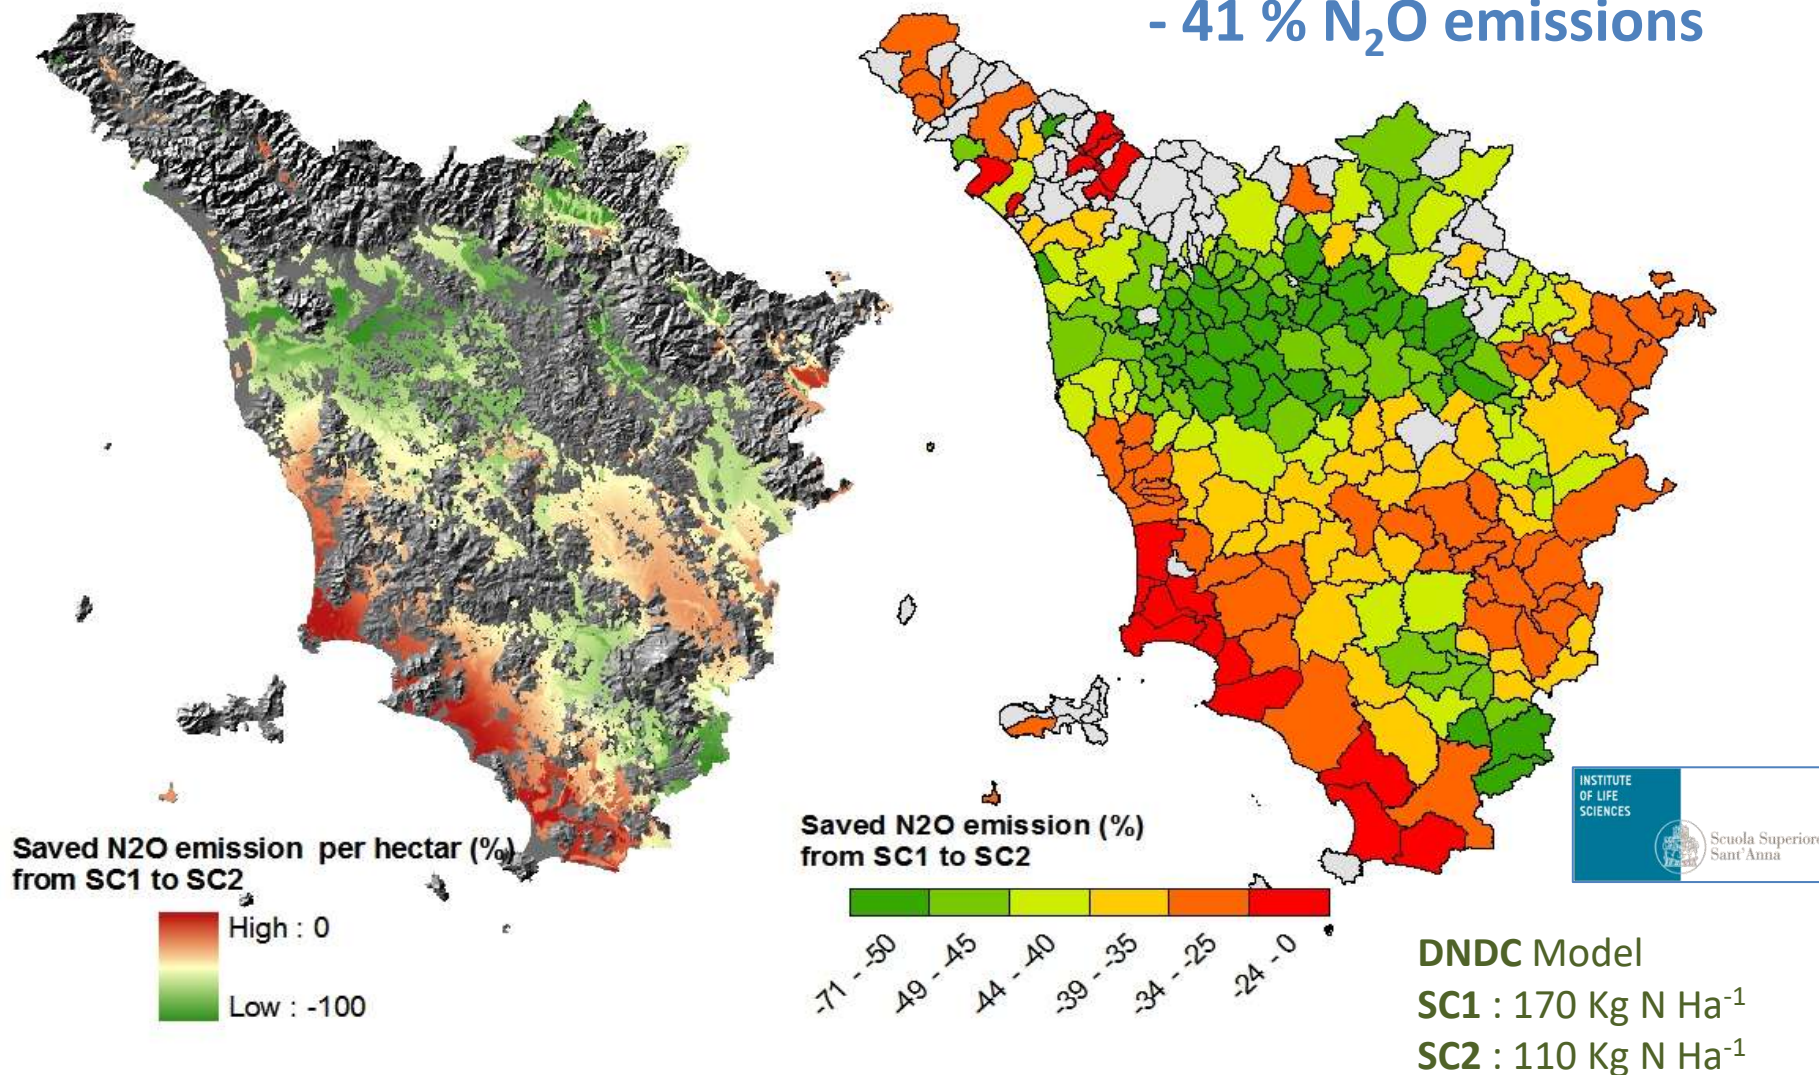 - 41 % N₂O emissions
Saved N2O emission per hectar (%)
from SC1 to SC2
High : 0
Low : -100
Saved N2O emission (%)
from SC1 to SC2
-71 - -50
-49 - -45
-44 - -40
-39 - -35
-34 - -25
-24 - 0
INSTITUTE
OF LIFE
SCIENCES
Scuola Superiore
Sant'Anna
DNDC Model
SC1 : 170 Kg N Ha⁻¹
SC2 : 110 Kg N Ha⁻¹